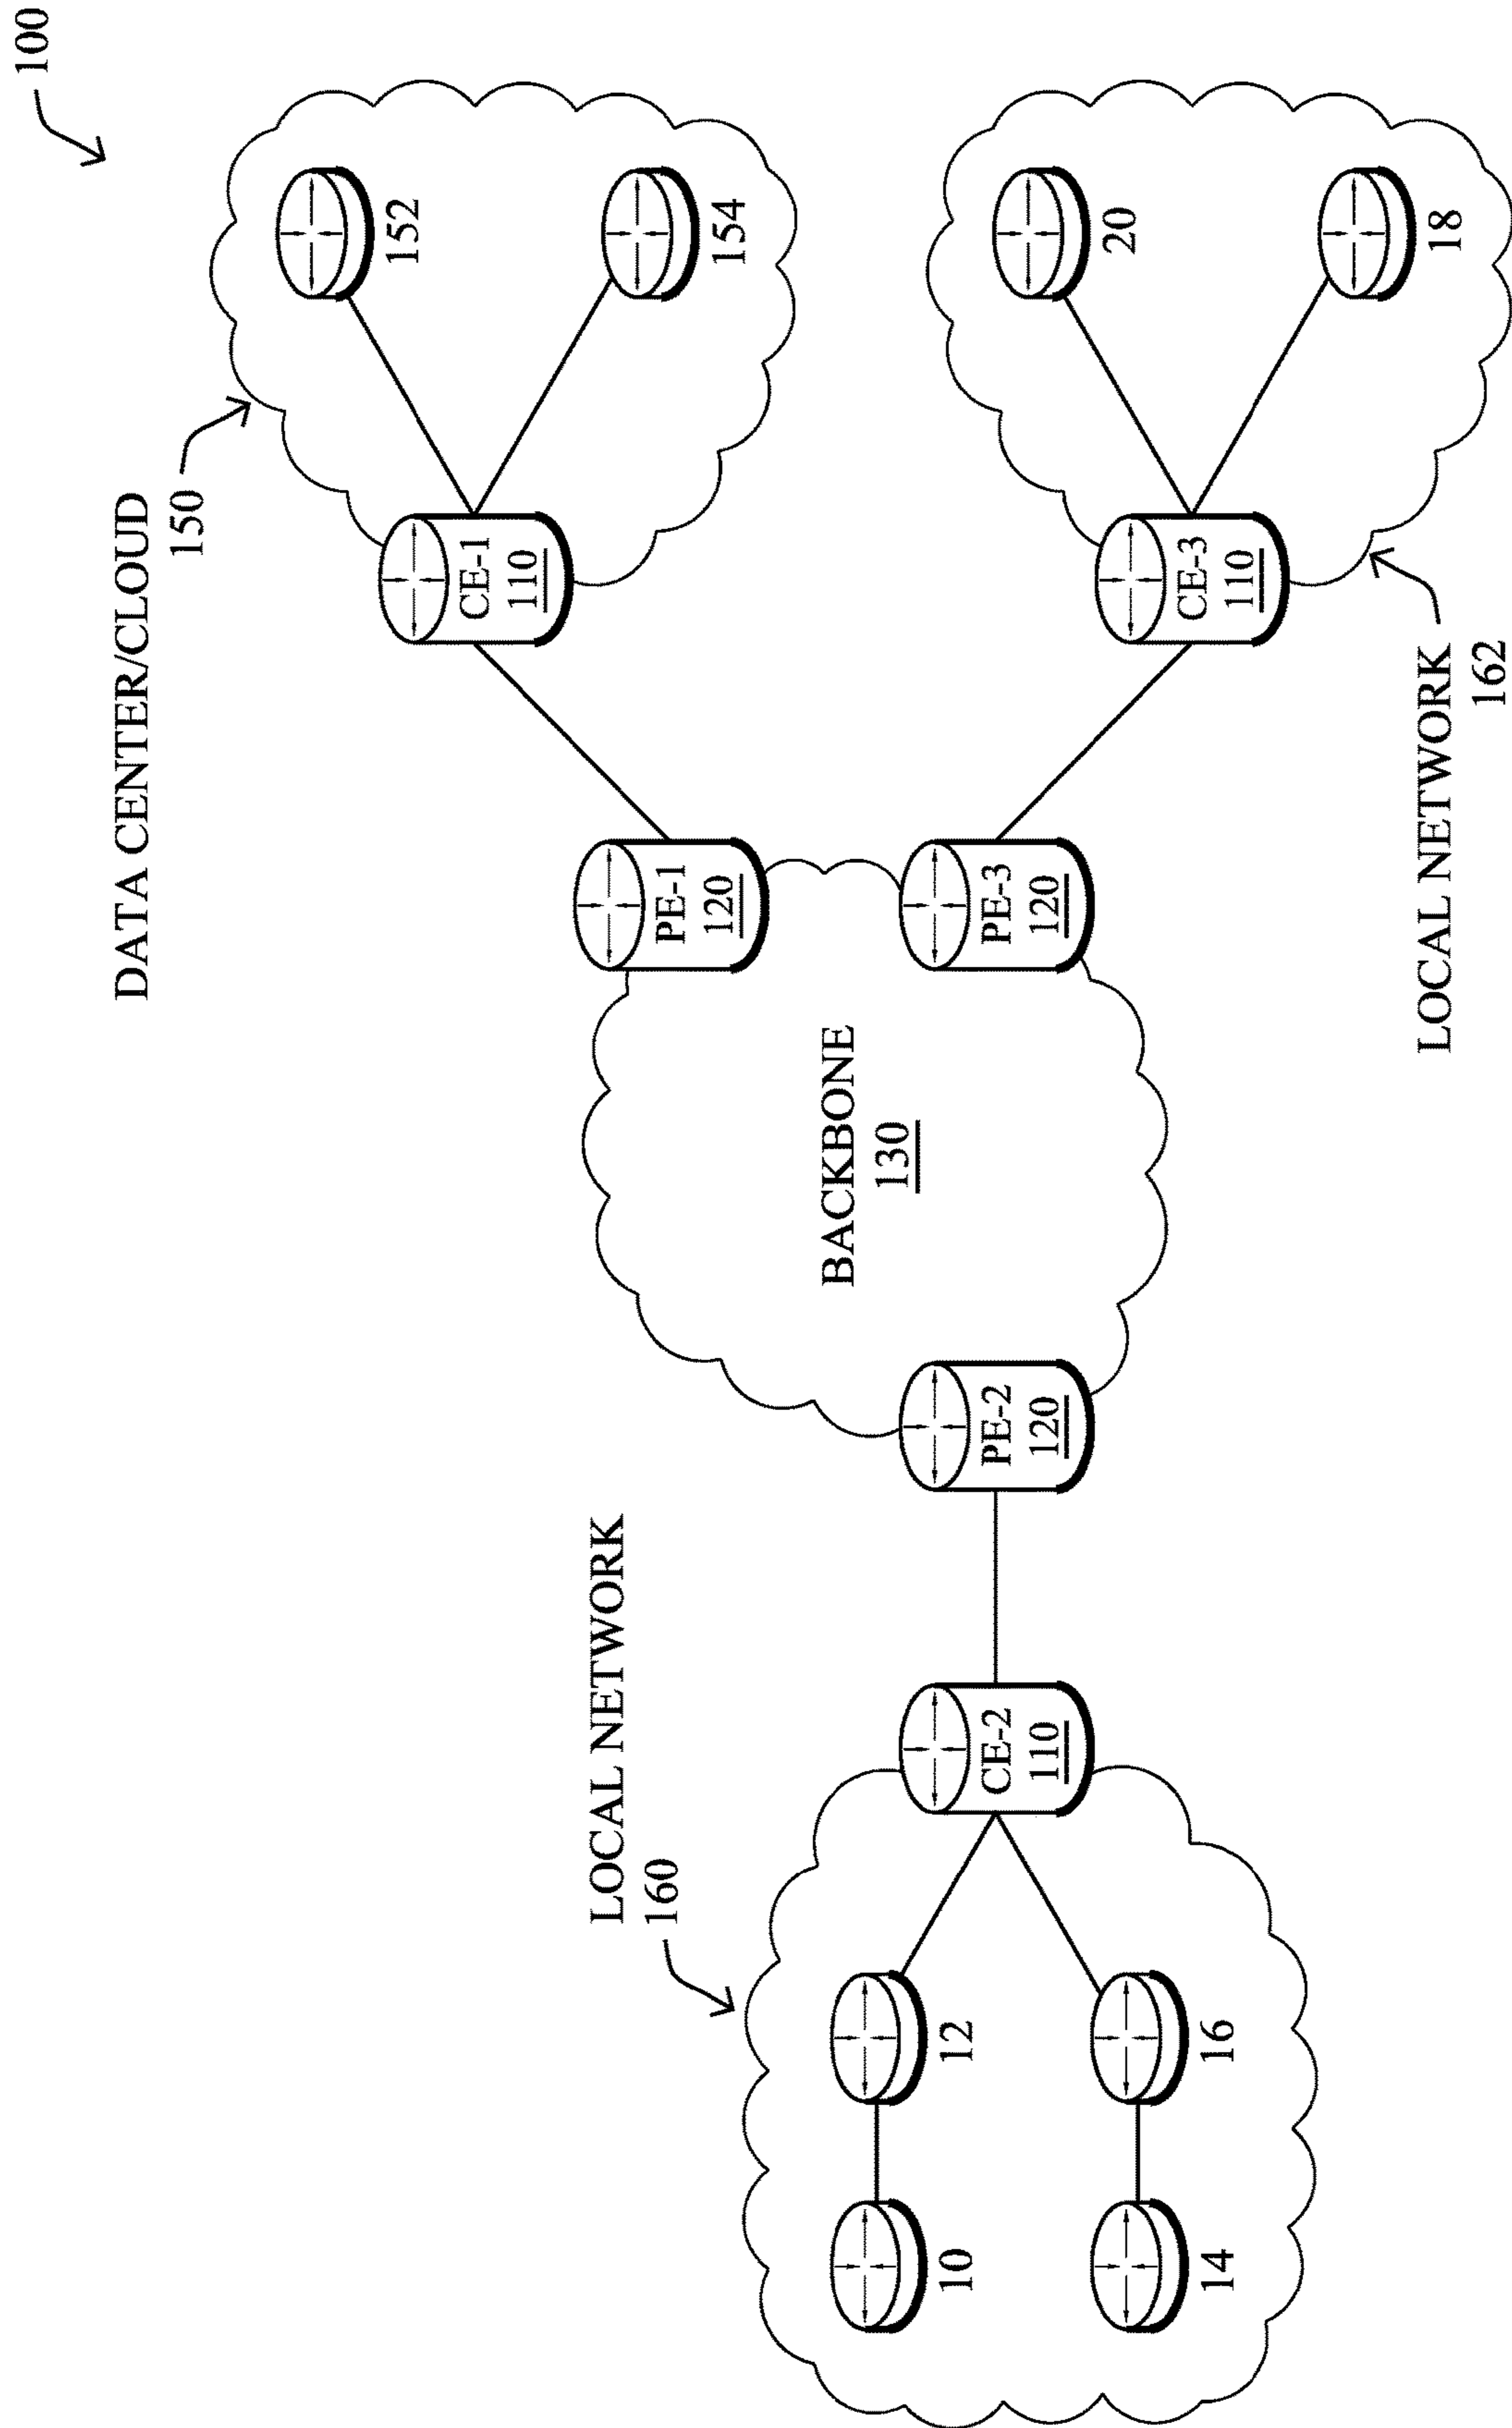 100
DATA CENTER/CLOUD
150
152
154
CE-1
110
PE-1
120
LOCAL NETWORK
160
BACKBONE
130
10
12
CE-2
110
PE-2
120
PE-3
120
CE-3
110
20
14
16
18
LOCAL NETWORK
162